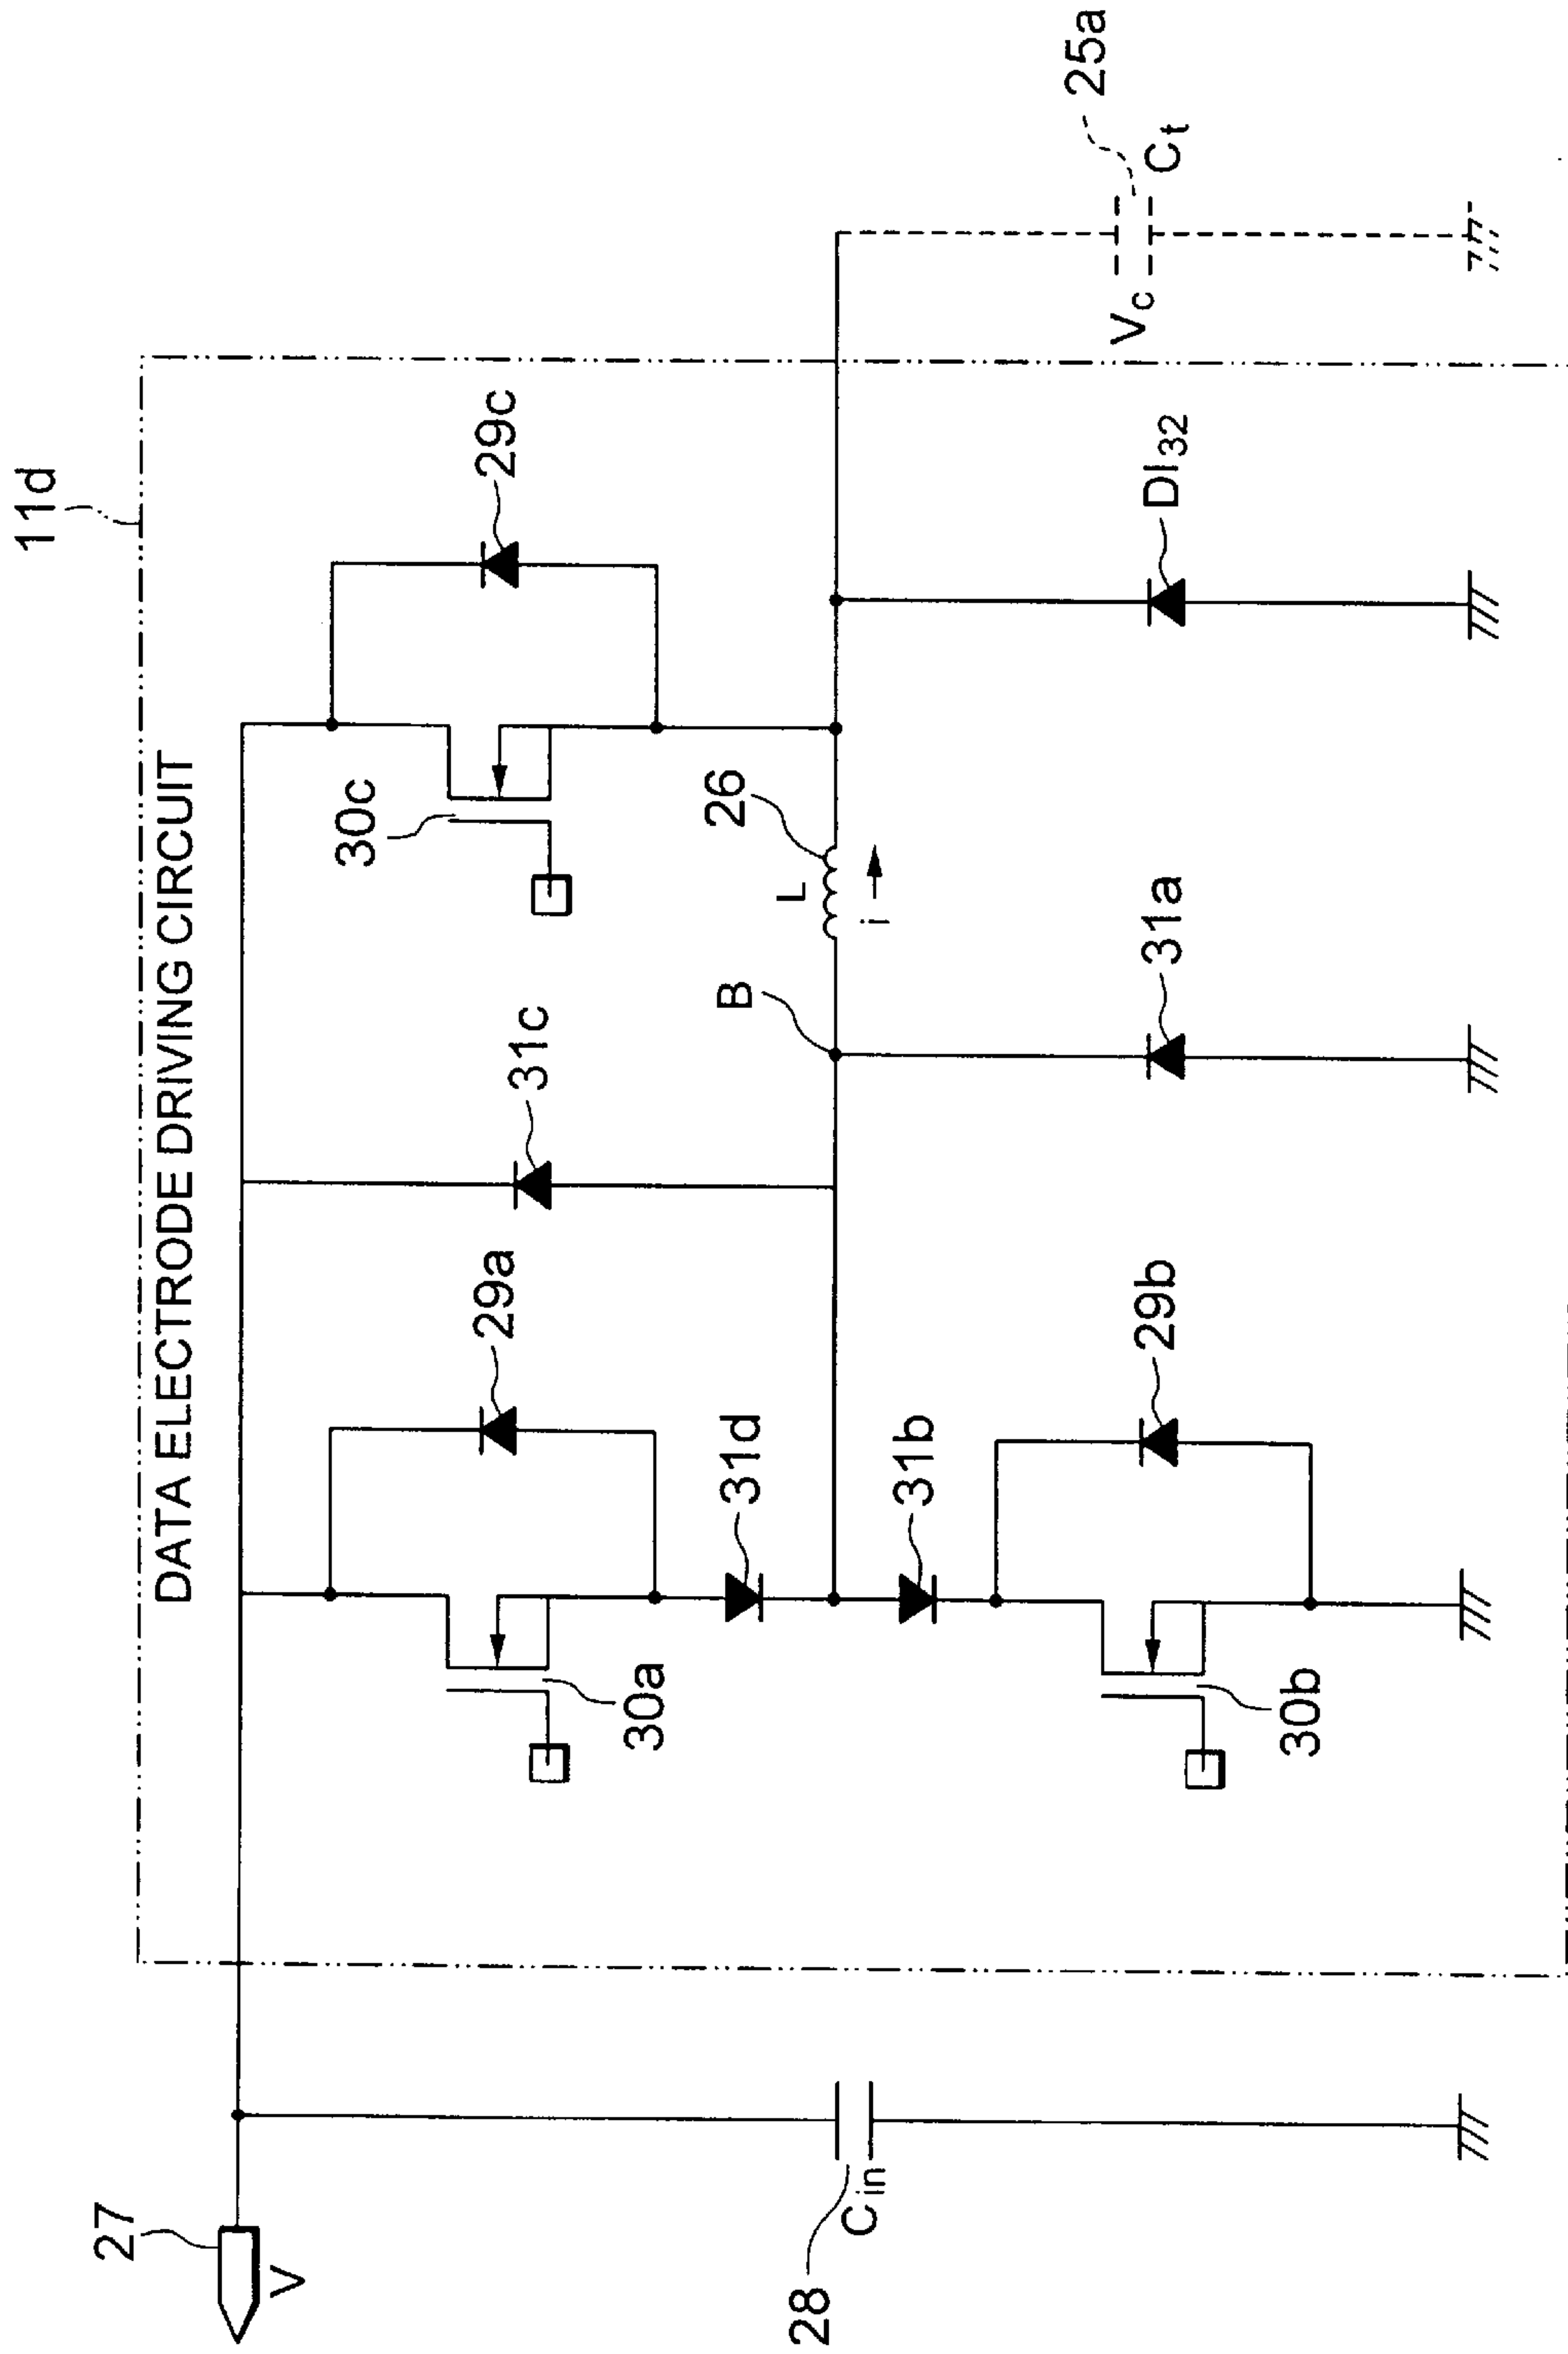 11d
DATA ELECTRODE DRIVING CIRCUIT
27
V
28
Cin
30a
29a
31d
31b
30b
29b
31c
B
31a
30c
29c
26
L
i
DI32
25a
Vc
Ct